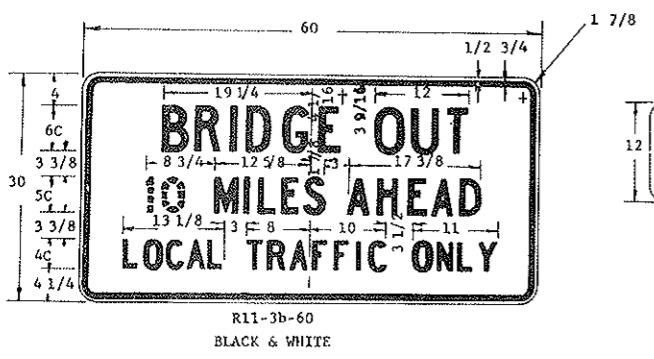 60
1 7/8
1/2 3/4
4
19 1/4
12
3 9/16
BRIDGE OUT
6C
12
3 3/8
8 3/4
12 5/8
3
17 3/8
30
10 MILES AHEAD
5C
3 3/8
13 1/8
3
8
10
3 1/2
11
LOCAL TRAFFIC ONLY
4C
4 1/4
R11-3b-60
BLACK & WHITE